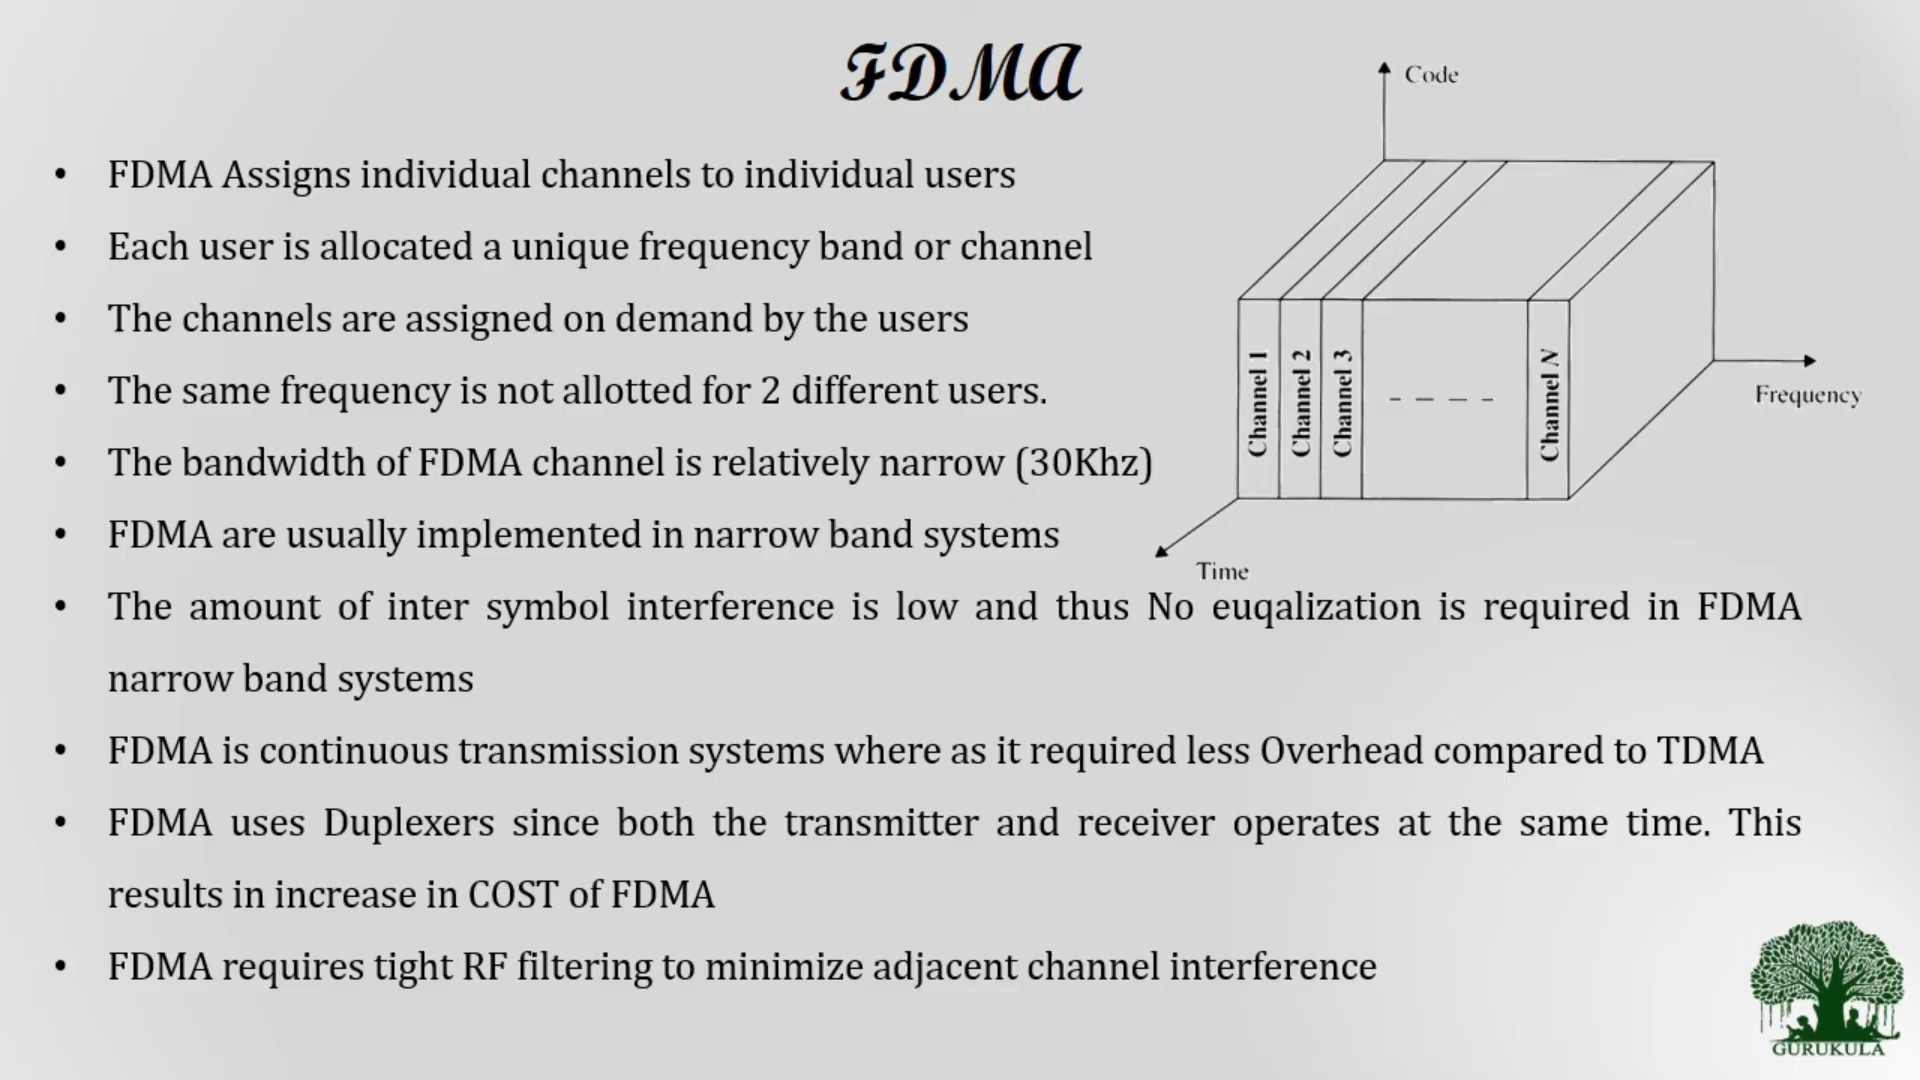 FDMA
• FDMA Assigns individual channels to individual users
• Each user is allocated a unique frequency band or channel
• The channels are assigned on demand by the users
• The same frequency is not allotted for 2 different users.
• The bandwidth of FDMA channel is relatively narrow (30Khz)
• FDMA are usually implemented in narrow band systems
• The amount of inter symbol interference is low and thus No euqalization is required in FDMA
narrow band systems
• FDMA is continuous transmission systems where as it required less Overhead compared to TDMA
• FDMA uses Duplexers since both the transmitter and receiver operates at the same time. This
results in increase in COST of FDMA
• FDMA requires tight RF filtering to minimize adjacent channel interference
Code
Channel 1
Channel 2
Channel 3
– – – –
Channel N
Frequency
Time
GURUKULA